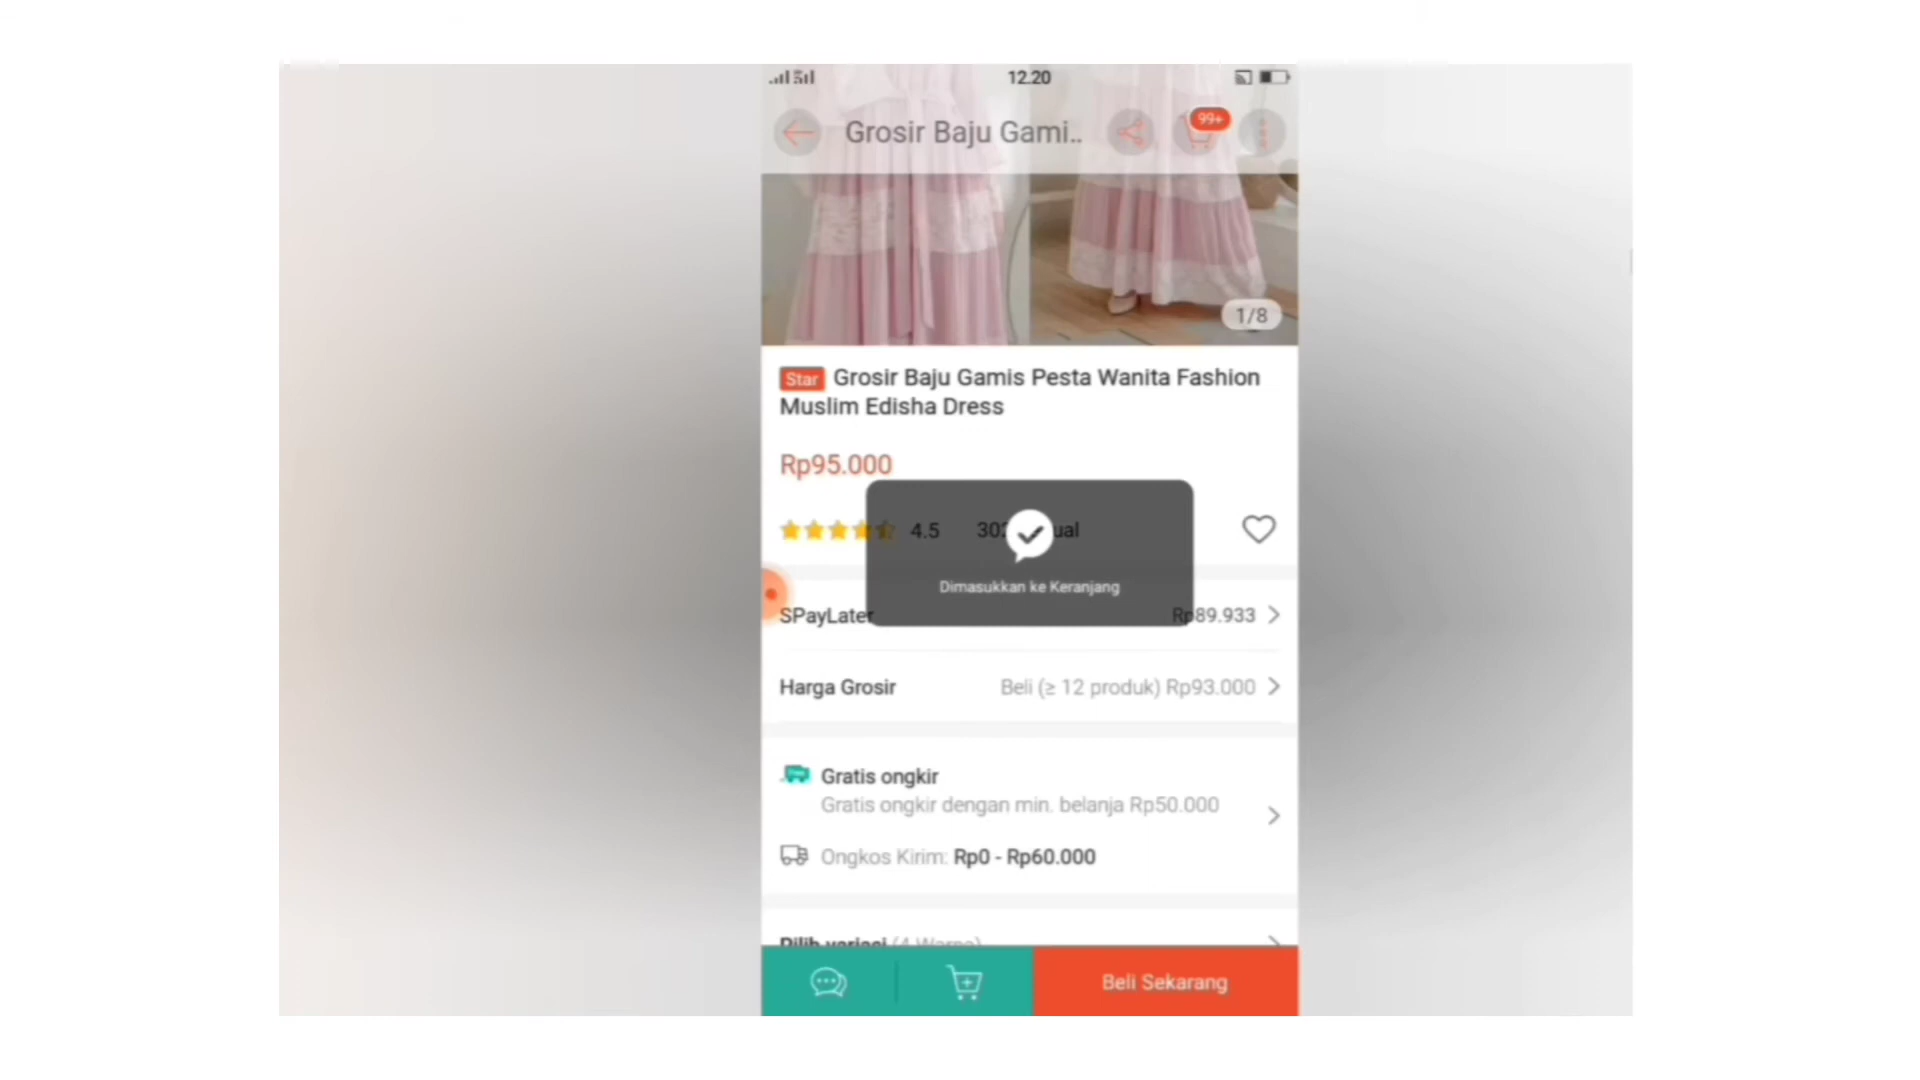 12.20
Grosir Baju Gami..
99+
1/8
Star Grosir Baju Gamis Pesta Wanita Fashion
Muslim Edisha Dress
Rp95.000
4.5
Dimasukkan ke Keranjang
SPayLater Rp89.933
Harga Grosir Beli (≥ 12 produk) Rp93.000
Gratis ongkir
Gratis ongkir dengan min. belanja Rp50.000
Ongkos Kirim: Rp0 - Rp60.000
Pilih variasi (4 Warna)
Beli Sekarang